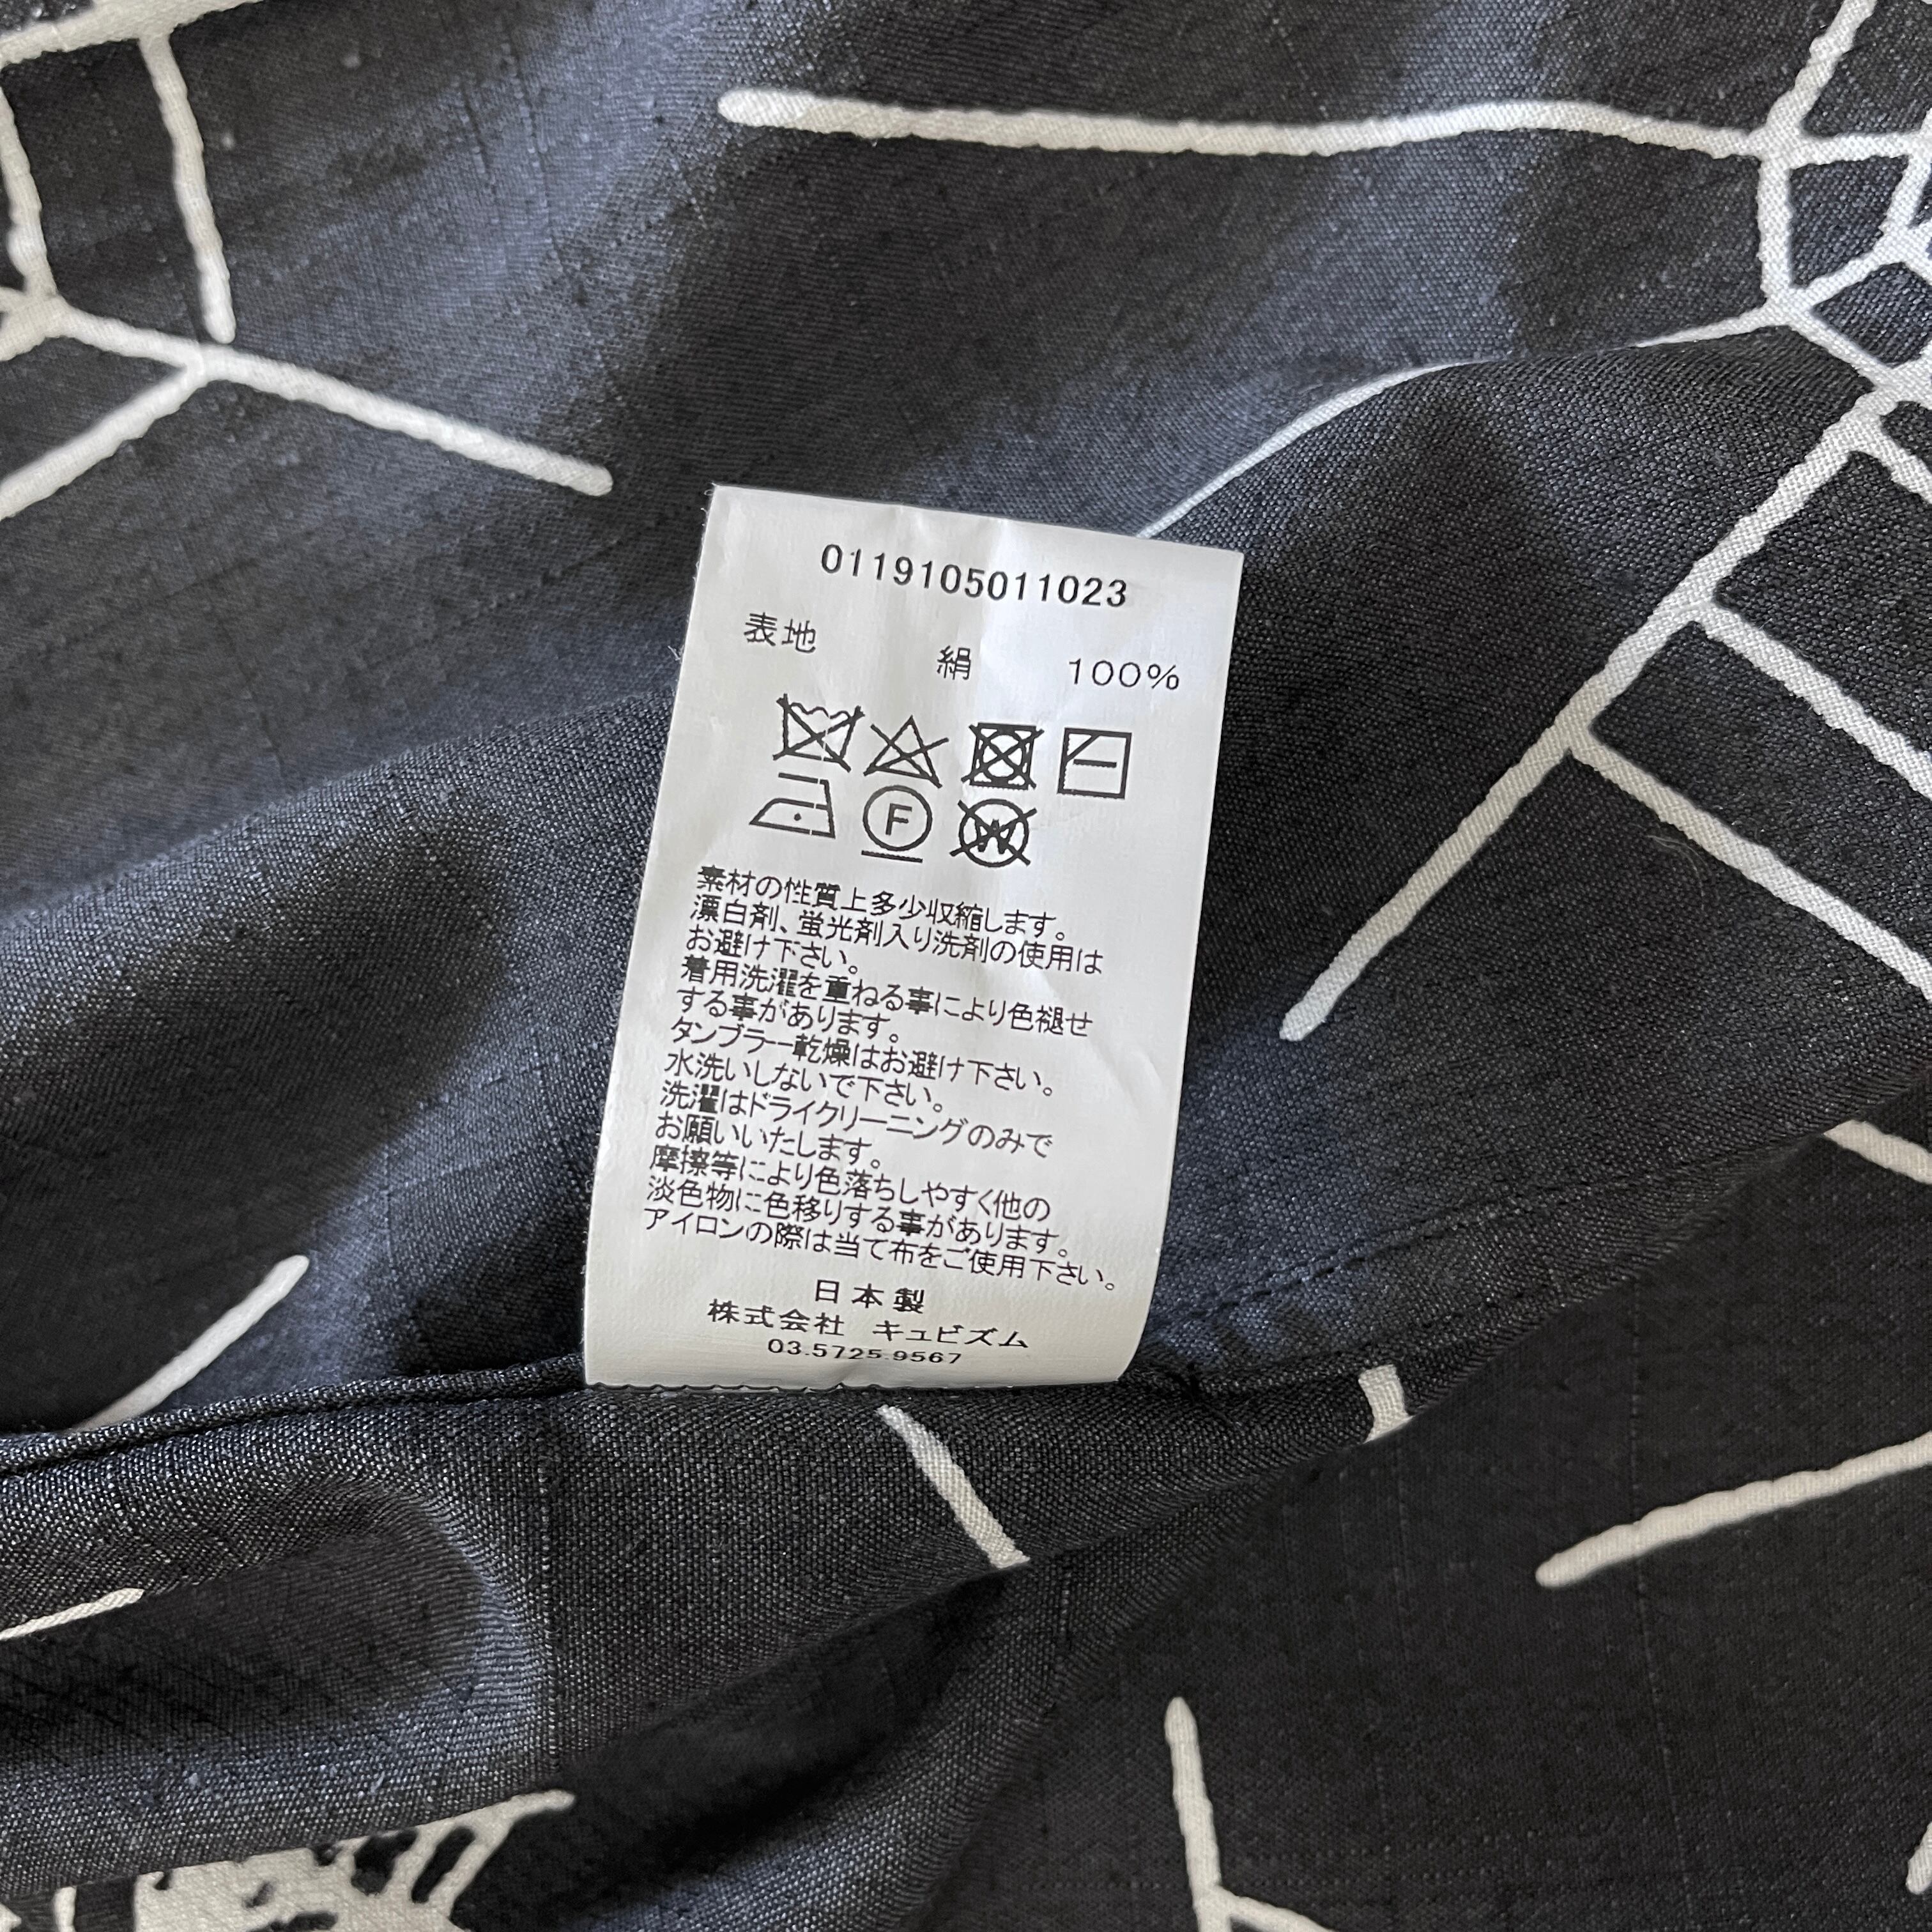 0119105011023
表地
絹 100%
F
W
素材の性質上多少収縮します。
漂白剤、蛍光剤入り洗剤の使用は
お避け下さい。
着用洗濯を重ねる事により色褪せ
する事があります。
タンブラー乾燥はお避け下さい。
水洗いしないで下さい。
洗濯はドライクリーニングのみで
お願いいたします。
摩擦等により色落ちしやすく他の
淡色物に色移りする事があります。
アイロンの際は当て布をご使用下さい。
日本製
株式会社 キュビズム
03.5725.9567